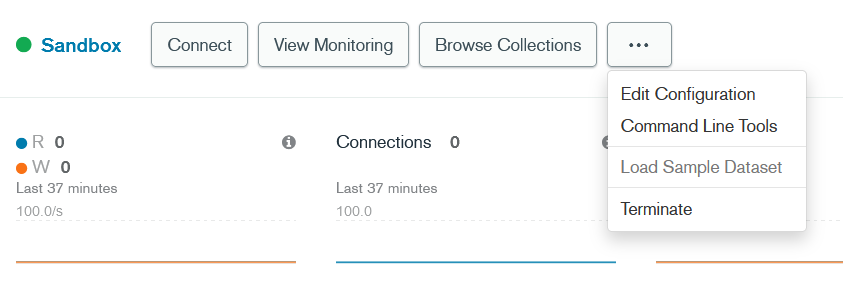 Sandbox Connect View Monitoring Browse Collections ...
Edit Configuration
Command Line Tools
Load Sample Dataset
Terminate
R 0
W 0
Last 37 minutes
100.0/s
Connections 0
Last 37 minutes
100.0